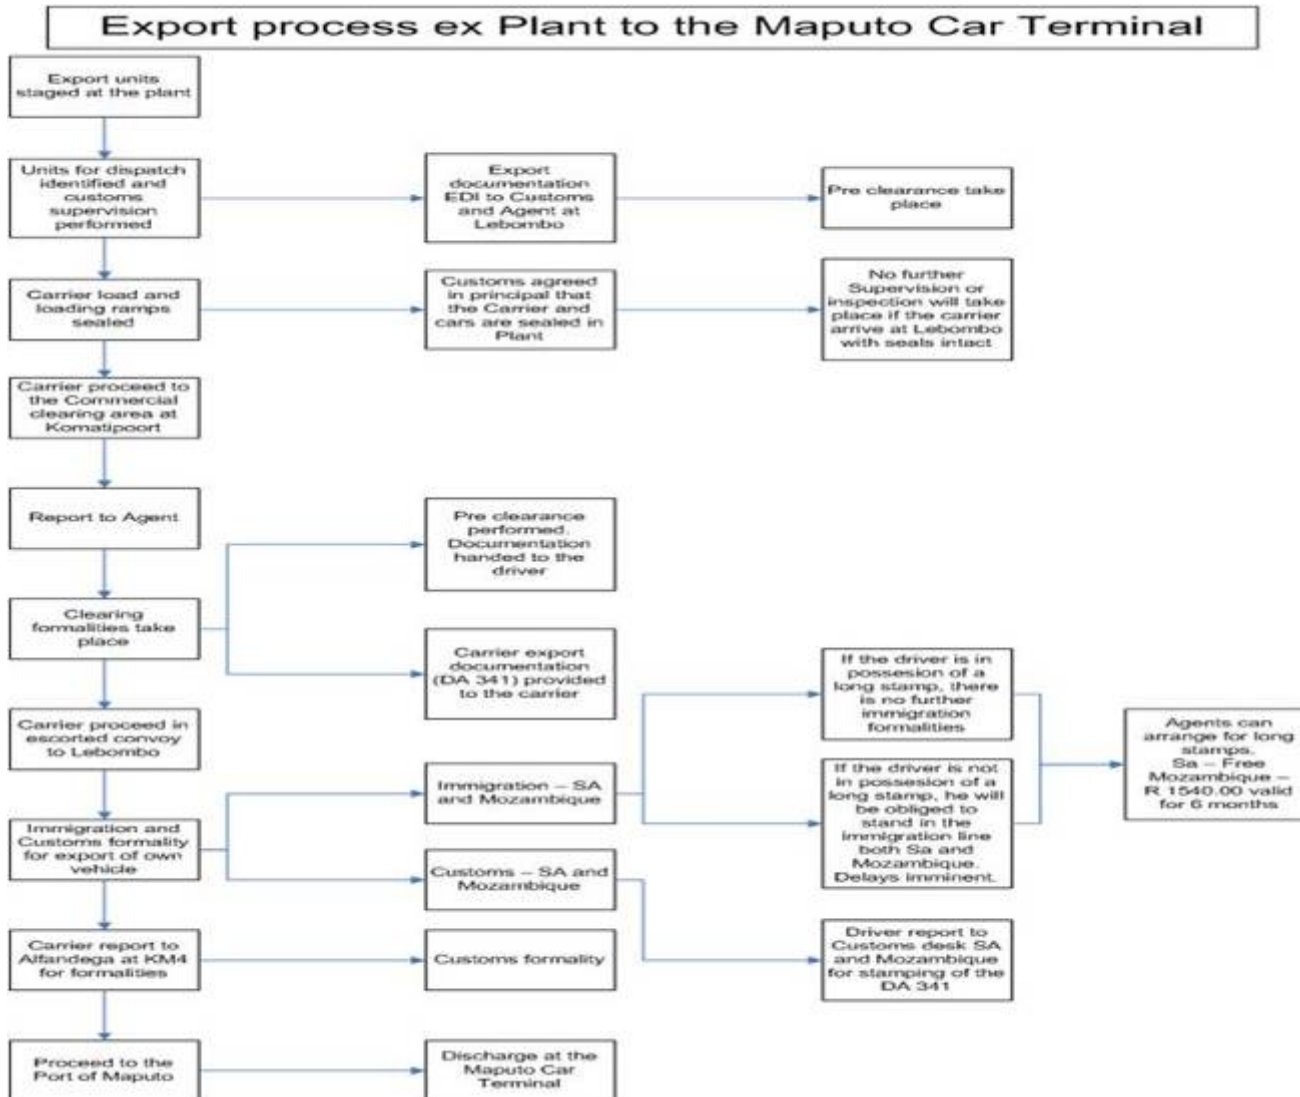 Export process ex Plant to the Maputo Car Terminal
Export units
staged at the plant
Units for dispatch
identified and
customs
supervision
performed
Export
documentation
EDI to Customs
and Agent at
Lebombo
Pre clearance take
place
Carrier load and
loading ramps
sealed
Customs agreed
in principal that
the Carrier and
cars are sealed in
Plant
No further
Supervision or
inspection will take
place if the carrier
arrive at Lebombo
with seals intact
Carrier proceed to
the Commercial
clearing area at
Komatipoort
Report to Agent
Pre clearance
performed.
Documentation
handed to the
driver
Clearing
formalities take
place
Carrier export
documentation
(DA 341) provided
to the carrier
If the driver is in
possesion of a
long stamp, there
is no further
immigration
formalities
Carrier proceed in
escorted convoy
to Lebombo
Agents can
arrange for long
stamps.
Sa – Free
Mozambique –
R 1540.00 valid
for 6 months
Immigration – SA
and Mozambique
If the driver is not
in possesion of a
long stamp, he will
be obliged to
stand in the
immigration line
both Sa and
Mozambique.
Delays imminent.
Immigration and
Customs formality
for export of own
vehicle
Customs – SA and
Mozambique
Carrier report to
Alfandega at KM4
for formalities
Customs formality
Driver report to
Customs desk SA
and Mozambique
for stamping of the
DA 341
Proceed to the
Port of Maputo
Discharge at the
Maputo Car
Terminal